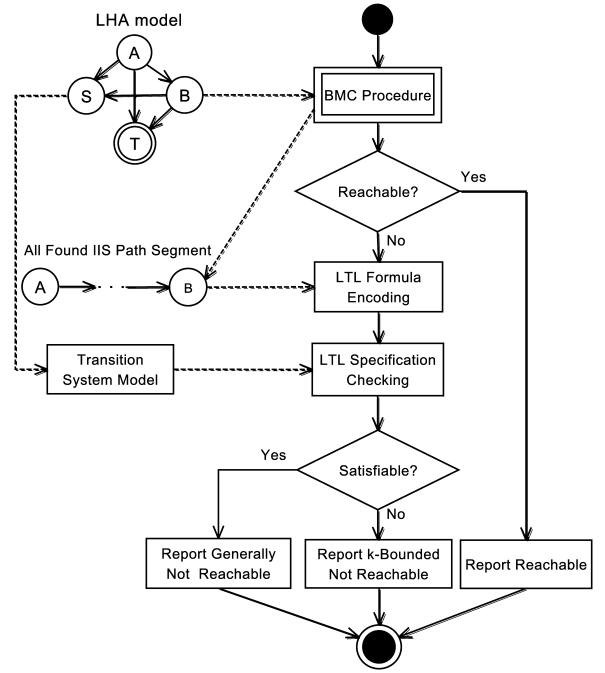 LHA model
A
S
B
T
BMC Procedure
Reachable?
Yes
No
All Found IIS Path Segment
A
B
LTL Formula
Encoding
Transition
System Model
LTL Specification
Checking
Yes
Satisfiable?
No
Report Generally
Not Reachable
Report k-Bounded
Not Reachable
Report Reachable